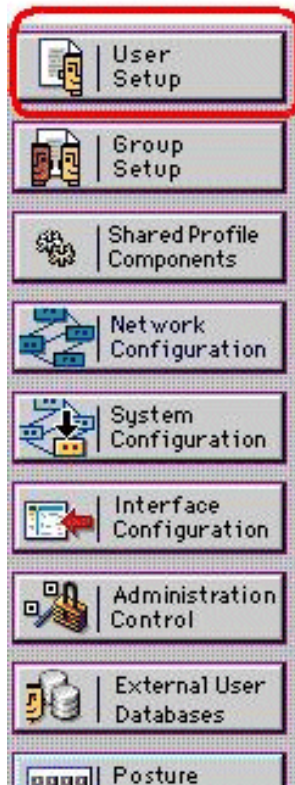 User
Setup
Group
Setup
Shared Profile
Components
Network
Configuration
System
Configuration
Interface
Configuration
Administration
Control
External User
Databases
Posture